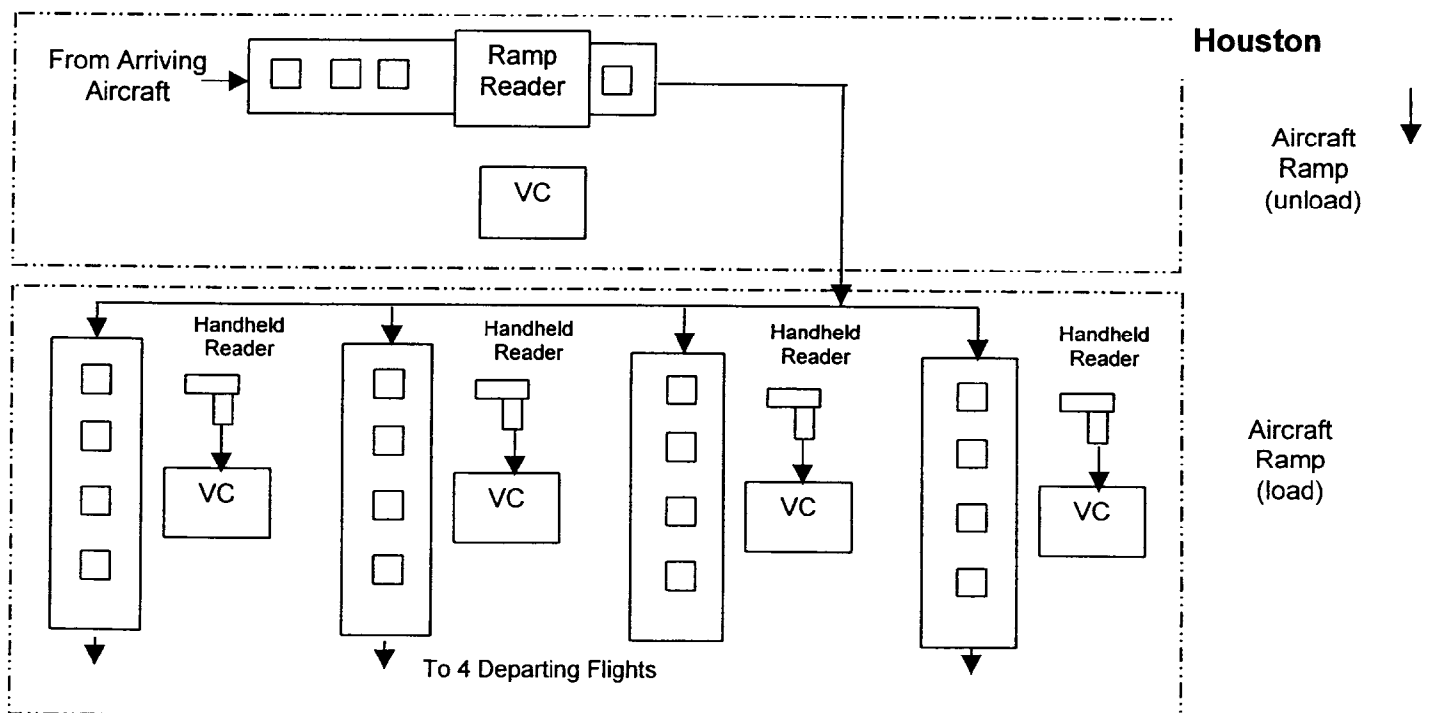 Houston
From Arriving
Aircraft
Ramp
Reader
VC
Aircraft
Ramp
(unload)
Handheld
Reader
VC
Handheld
Reader
VC
Handheld
Reader
VC
Handheld
Reader
VC
Aircraft
Ramp
(load)
To 4 Departing Flights